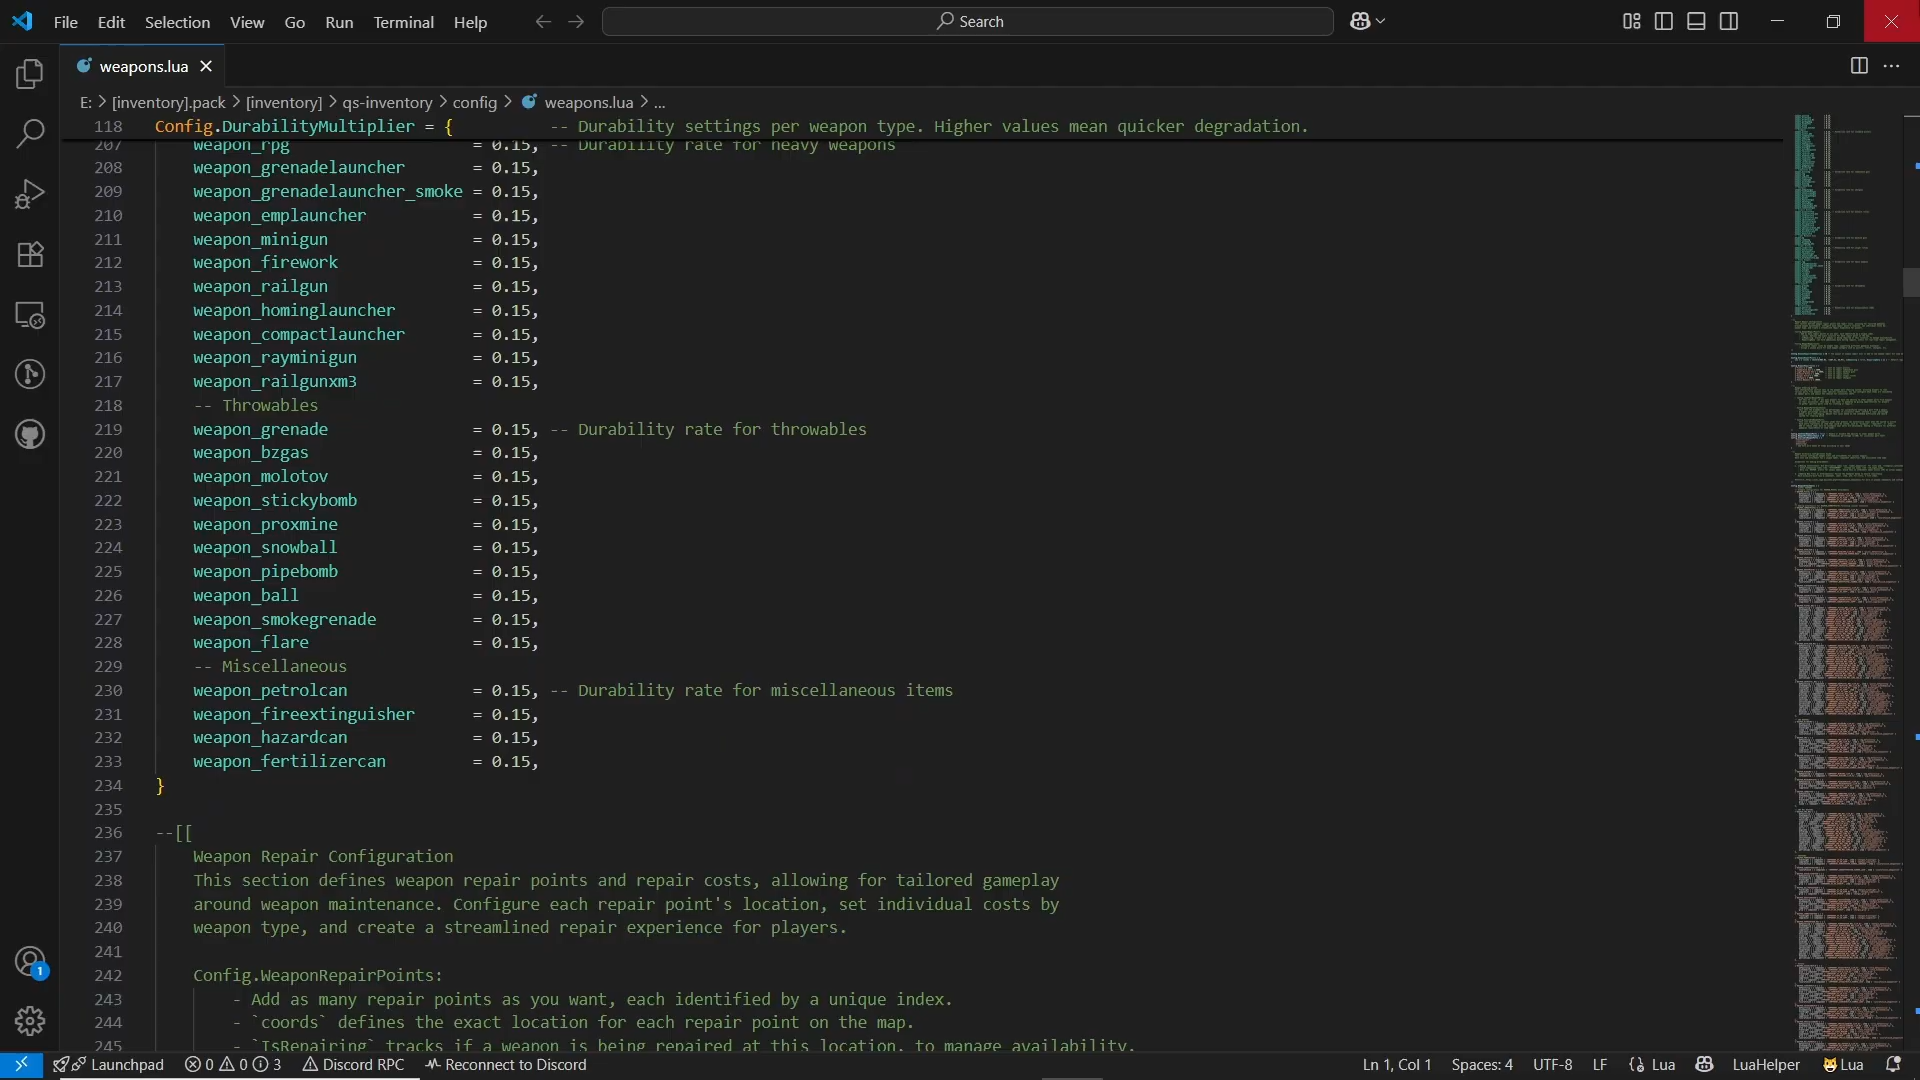 File Edit Selection View Go Run Terminal Help
Search
weapons.lua
E: > [inventory].pack > [inventory] > qs-inventory > config > weapons.lua > ...
118 Config.DurabilityMultiplier = { -- Durability settings per weapon type. Higher values mean quicker degradation.
207 weapon_rpg = 0.15, -- Durability rate for heavy weapons
208 weapon_grenadelauncher = 0.15,
209 weapon_grenadelauncher_smoke = 0.15,
210 weapon_emplauncher = 0.15,
211 weapon_minigun = 0.15,
212 weapon_firework = 0.15,
213 weapon_railgun = 0.15,
214 weapon_hominglauncher = 0.15,
215 weapon_compactlauncher = 0.15,
216 weapon_rayminigun = 0.15,
217 weapon_railgunxm3 = 0.15,
218 -- Throwables
219 weapon_grenade = 0.15, -- Durability rate for throwables
220 weapon_bzgas = 0.15,
221 weapon_molotov = 0.15,
222 weapon_stickybomb = 0.15,
223 weapon_proxmine = 0.15,
224 weapon_snowball = 0.15,
225 weapon_pipebomb = 0.15,
226 weapon_ball = 0.15,
227 weapon_smokegrenade = 0.15,
228 weapon_flare = 0.15,
229 -- Miscellaneous
230 weapon_petrolcan = 0.15, -- Durability rate for miscellaneous items
231 weapon_fireextinguisher = 0.15,
232 weapon_hazardcan = 0.15,
233 weapon_fertilizercan = 0.15,
234 }
235
236 --[[
237 Weapon Repair Configuration
238 This section defines weapon repair points and repair costs, allowing for tailored gameplay
239 around weapon maintenance. Configure each repair point's location, set individual costs by
240 weapon type, and create a streamlined repair experience for players.
241
242 Config.WeaponRepairPoints:
243 - Add as many repair points as you want, each identified by a unique index.
244 - `coords` defines the exact location for each repair point on the map.
245 - `IsRepairing` tracks if a weapon is being repaired at this location, to manage availability.
1
Launchpad 0 0 3 Discord RPC Reconnect to Discord Ln 1, Col 1 Spaces: 4 UTF-8 LF {} Lua LuaHelper Lua